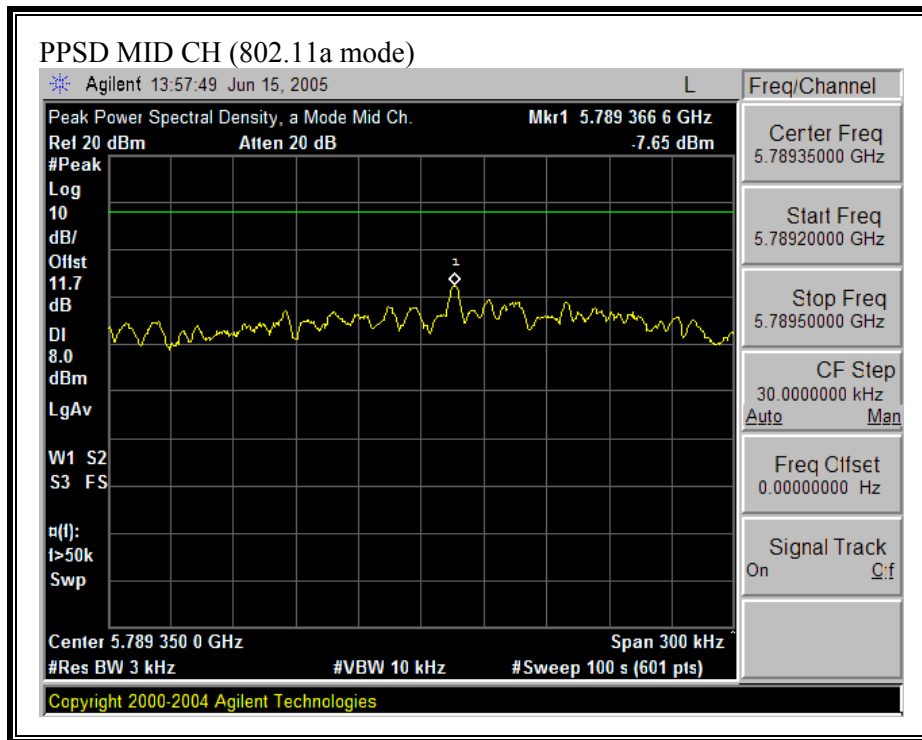 PPSD MID CH (802.11a mode)
Agilent 13:57:49 Jun 15, 2005 L
Peak Power Spectral Density, a Mode Mid Ch. Mkr1 5.789 366 6 GHz
Ref 20 dBm Atten 20 dB -7.65 dBm
#Peak
Log
10
dB/
Offst
11.7
dB
DI
8.0
dBm
LgAv
W1 S2
S3 FS
¤(f):
f>50k
Swp
1
Center 5.789 350 0 GHz Span 300 kHz ^
#Res BW 3 kHz #VBW 10 kHz #Sweep 100 s (601 pts)
Copyright 2000-2004 Agilent Technologies
Freq/Channel
Center Freq
5.78935000 GHz
Start Freq
5.78920000 GHz
Stop Freq
5.78950000 GHz
CF Step
30.0000000 kHz
Auto Man
Freq Offset
0.00000000 Hz
Signal Track
On Off